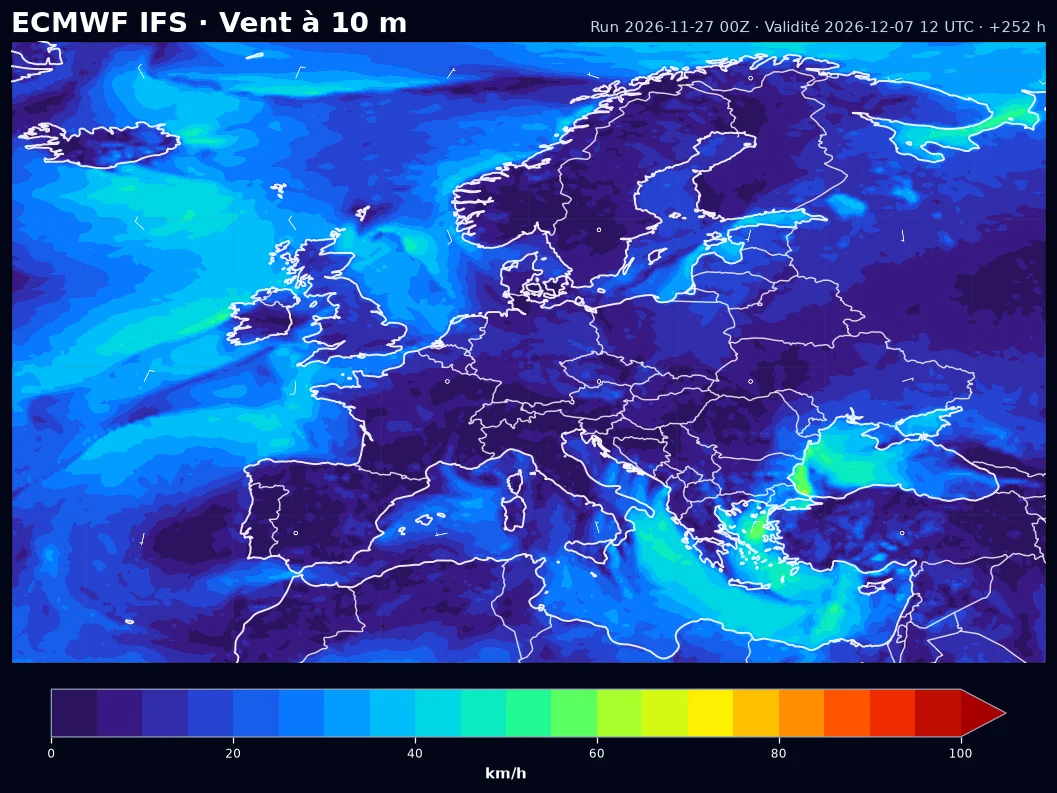 ECMWF IFS · Vent à 10 m
Run 2026-11-27 00Z · Validité 2026-12-07 12 UTC · +252 h
0 20 40 60 80 100
km/h